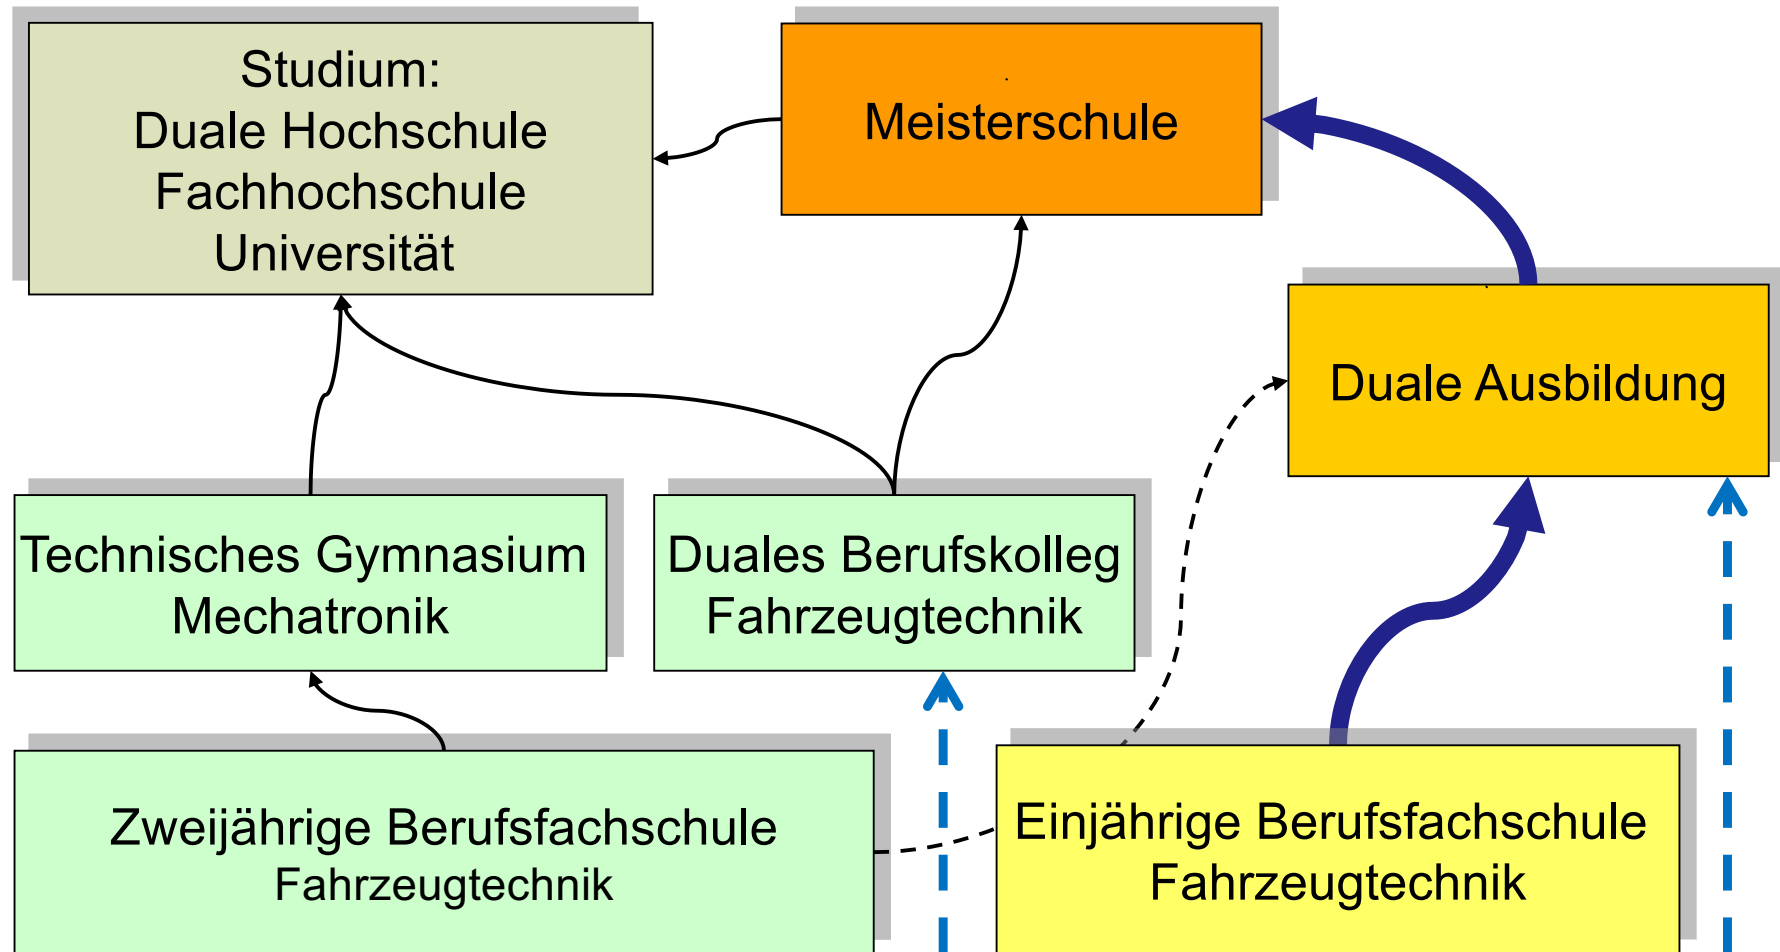 Studium:
Duale Hochschule
Fachhochschule
Universität
Meisterschule
Duale Ausbildung
Technisches Gymnasium
Mechatronik
Duales Berufskolleg
Fahrzeugtechnik
Zweijährige Berufsfachschule
Fahrzeugtechnik
Einjährige Berufsfachschule
Fahrzeugtechnik